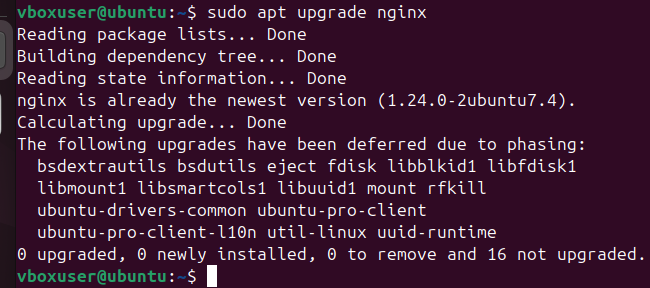 vboxuser@ubuntu:~$ sudo apt upgrade nginx
Reading package lists... Done
Building dependency tree... Done
Reading state information... Done
nginx is already the newest version (1.24.0-2ubuntu7.4).
Calculating upgrade... Done
The following upgrades have been deferred due to phasing:
  bsdextrautils bsdutils eject fdisk libblkid1 libfdisk1
  libmount1 libsmartcols1 libuuid1 mount rfkill
  ubuntu-drivers-common ubuntu-pro-client
  ubuntu-pro-client-l10n util-linux uuid-runtime
0 upgraded, 0 newly installed, 0 to remove and 16 not upgraded.
vboxuser@ubuntu:~$